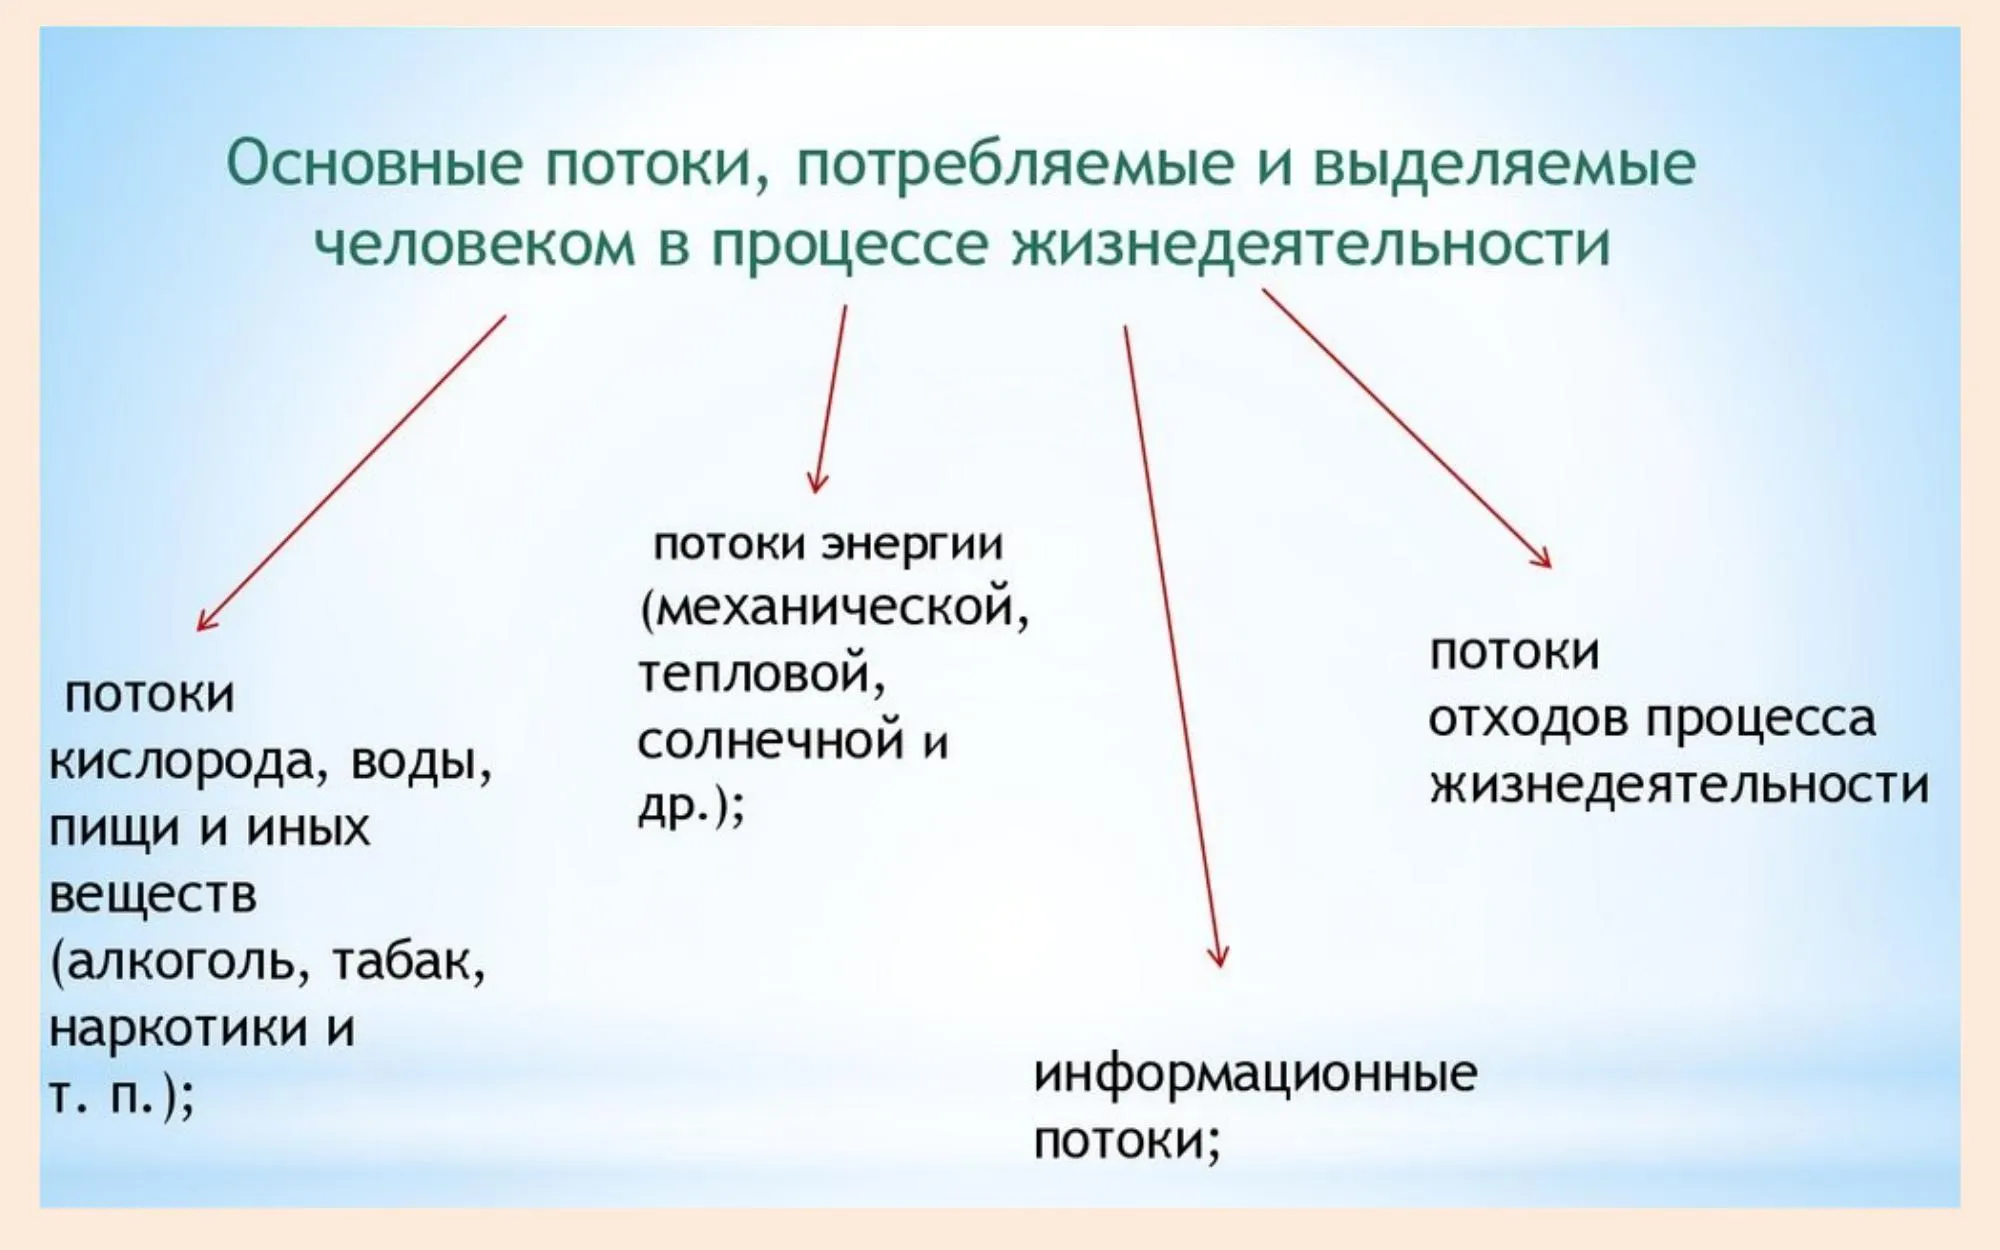 Основные потоки, потребляемые и выделяемые
человеком в процессе жизнедеятельности
потоки
кислорода, воды,
пищи и иных
веществ
(алкоголь, табак,
наркотики и
т. п.);
потоки энергии
(механической,
тепловой,
солнечной и
др.);
информационные
потоки;
потоки
отходов процесса
жизнедеятельности